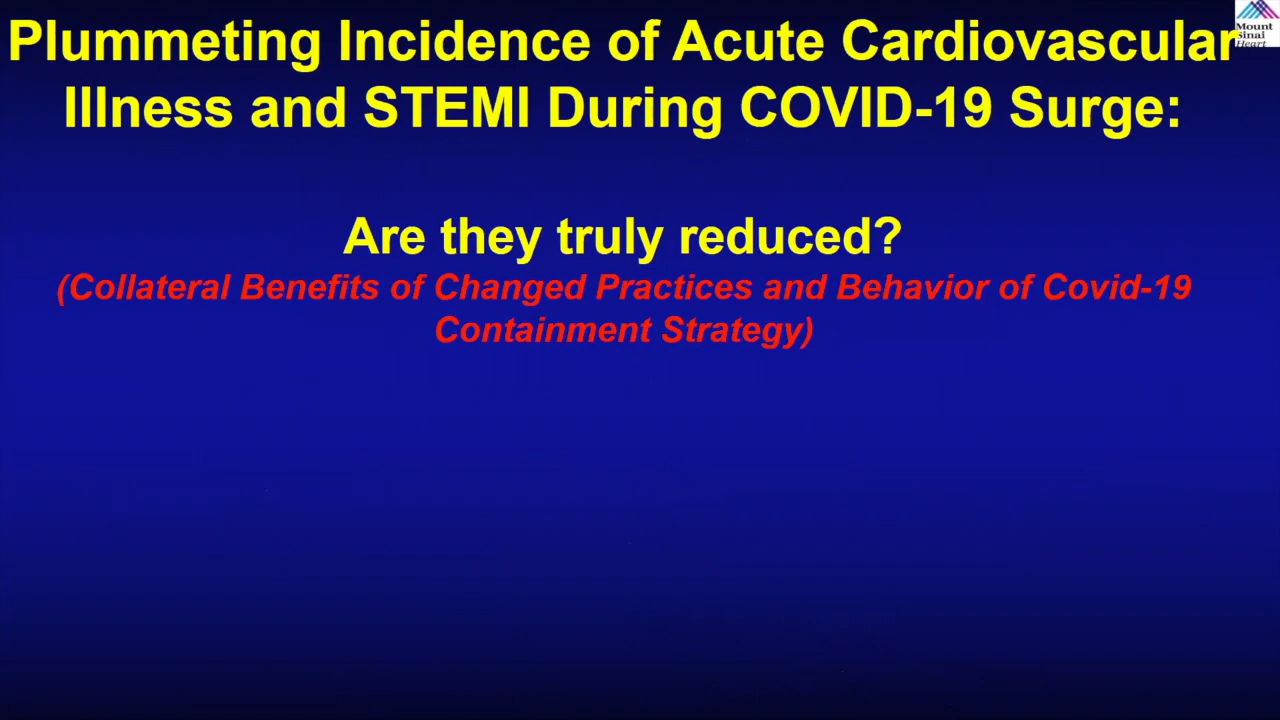 Plummeting Incidence of Acute Cardiovascular
Illness and STEMI During COVID-19 Surge:
Are they truly reduced?
(Collateral Benefits of Changed Practices and Behavior of Covid-19
Containment Strategy)
Mount
Sinai
Heart